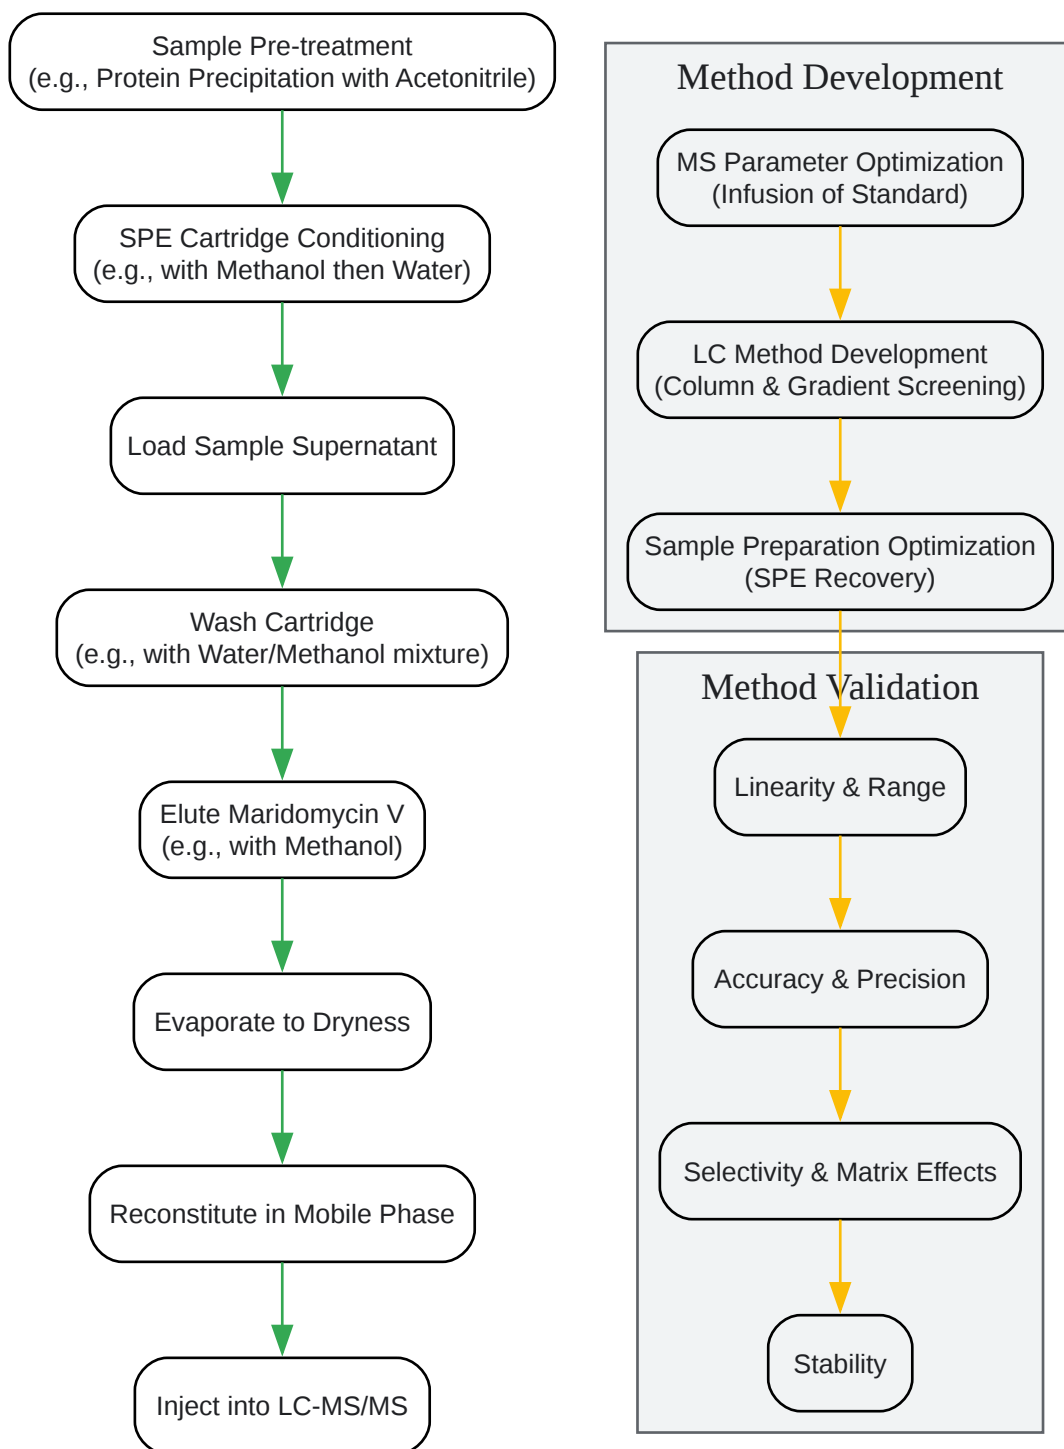 Sample Pre-treatment
(e.g., Protein Precipitation with Acetonitrile)
SPE Cartridge Conditioning
(e.g., with Methanol then Water)
Load Sample Supernatant
Wash Cartridge
(e.g., with Water/Methanol mixture)
Elute Maridomycin V
(e.g., with Methanol)
Evaporate to Dryness
Reconstitute in Mobile Phase
Inject into LC-MS/MS
Method Development
MS Parameter Optimization
(Infusion of Standard)
LC Method Development
(Column & Gradient Screening)
Sample Preparation Optimization
(SPE Recovery)
Method Validation
Linearity & Range
Accuracy & Precision
Selectivity & Matrix Effects
Stability